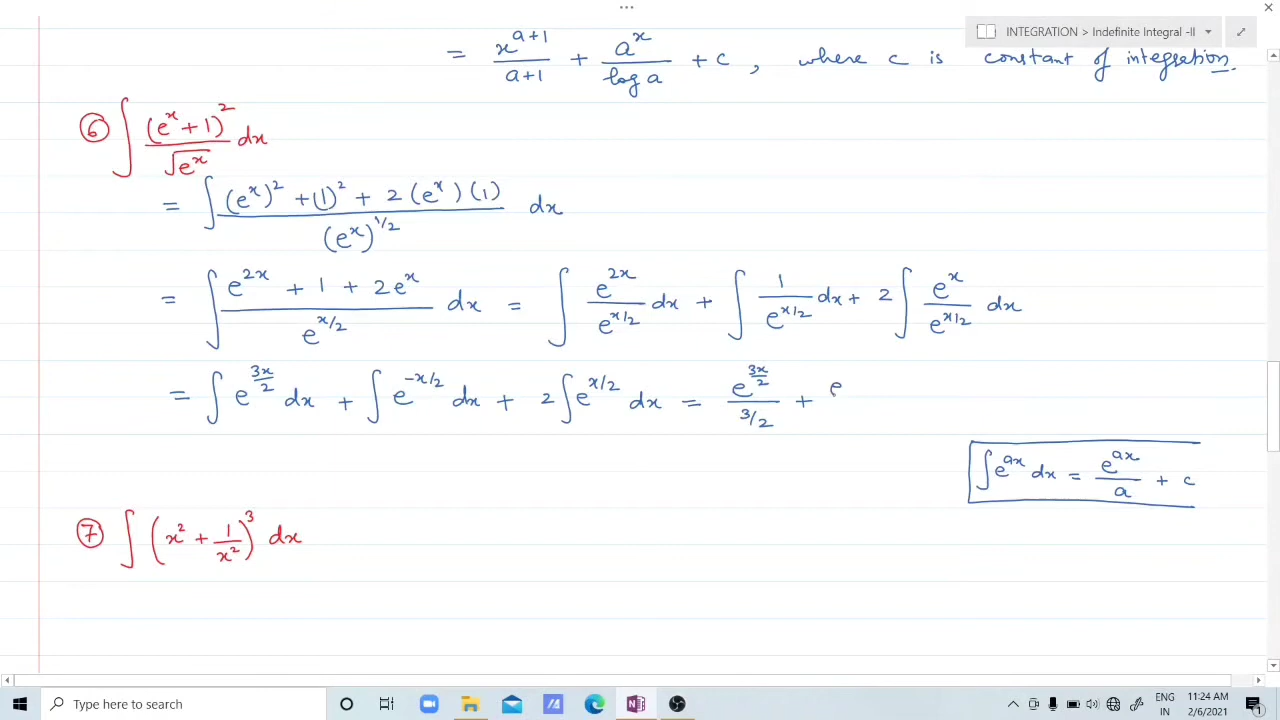 INTEGRATION > Indefinite Integral -II
= x^(a+1)/(a+1) + a^x/log a + c, where c is constant of integration.
⑥ ∫ (e^x + 1)^2/√e^x dx
= ∫ ((e^x)^2 + (1)^2 + 2(e^x)(1))/(e^x)^(1/2) dx
= ∫ (e^(2x) + 1 + 2e^x)/e^(x/2) dx = ∫ e^(2x)/e^(x/2) dx + ∫ 1/e^(x/2) dx + 2∫ e^x/e^(x/2) dx
= ∫ e^(3x/2) dx + ∫ e^(-x/2) dx + 2∫ e^(x/2) dx = e^(3x/2)/(3/2) + e
∫ e^(ax) dx = e^(ax)/a + c
⑦ ∫ (x^2 + 1/x^2)^3 dx
Type here to search
ENG
IN
11:24 AM
2/6/2021
1